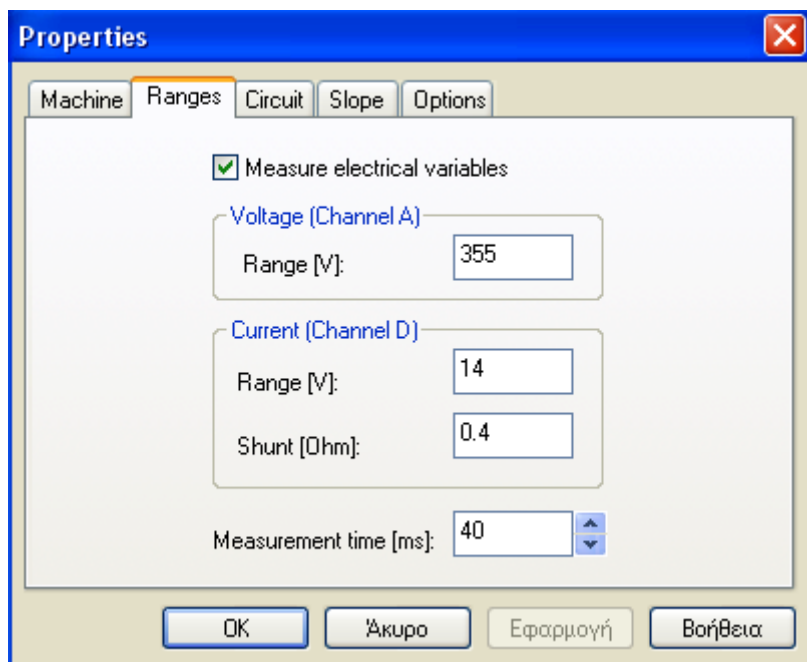 Properties
Machine Ranges Circuit Slope Options
Measure electrical variables
Voltage (Channel A)
Range [V]: 355
Current (Channel D)
Range [V]: 14
Shunt [Ohm]: 0.4
Measurement time [ms]: 40
OK Άκυρο Εφαρμογή Βοήθεια